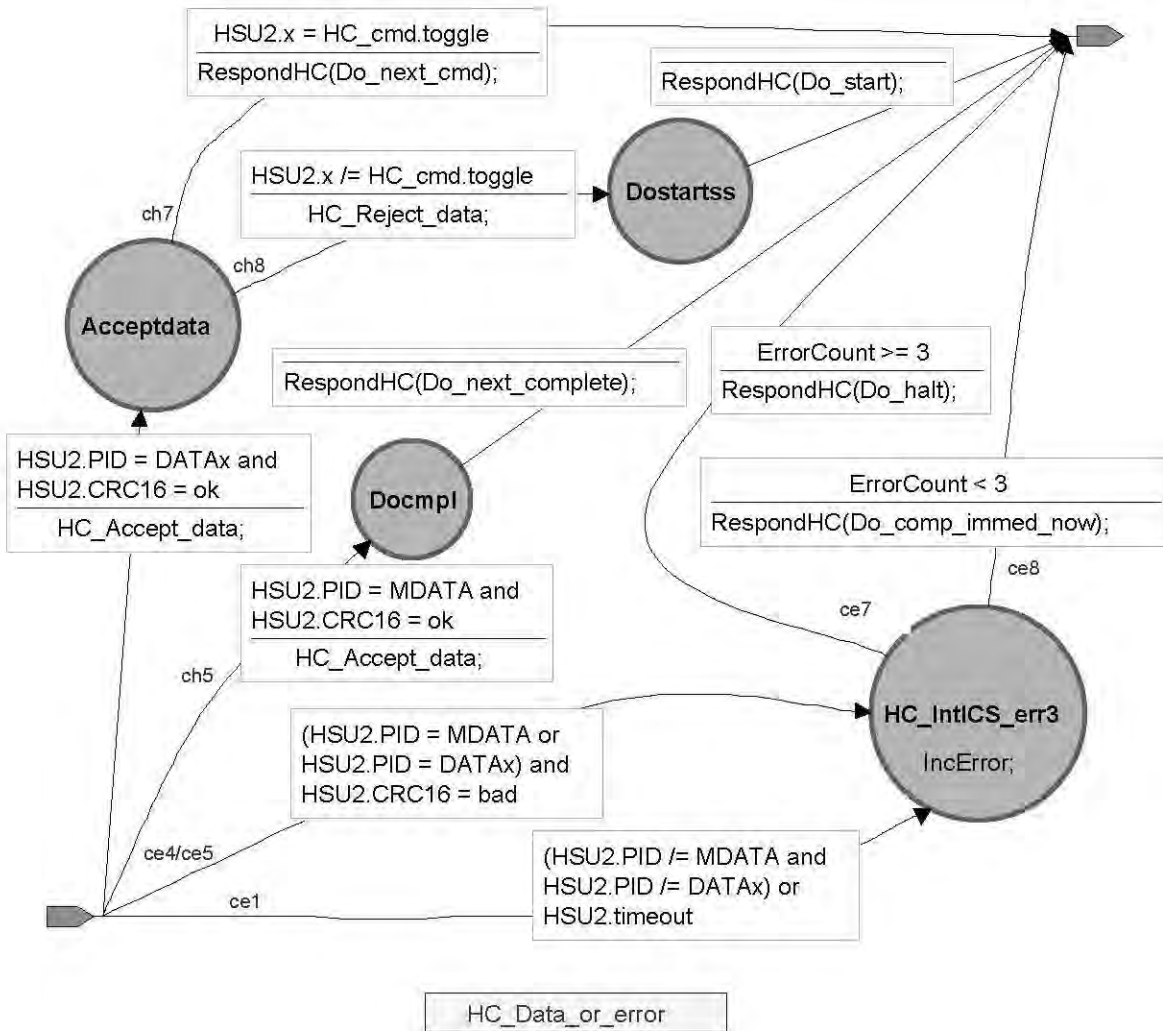 HSU2.x = HC_cmd.toggle
RespondHC(Do_next_cmd);
RespondHC(Do_start);
HSU2.x /= HC_cmd.toggle
HC_Reject_data;
Dostartss
ch7
ch8
Acceptdata
ErrorCount >= 3
RespondHC(Do_halt);
RespondHC(Do_next_complete);
HSU2.PID = DATAx and
HSU2.CRC16 = ok
HC_Accept_data;
Docmpl
ErrorCount < 3
RespondHC(Do_comp_immed_now);
ce8
HSU2.PID = MDATA and
HSU2.CRC16 = ok
HC_Accept_data;
ce7
ch5
HC_IntICS_err3
IncError;
(HSU2.PID = MDATA or
HSU2.PID = DATAx) and
HSU2.CRC16 = bad
ce4/ce5
(HSU2.PID /= MDATA and
HSU2.PID /= DATAx) or
HSU2.timeout
ce1
HC_Data_or_error